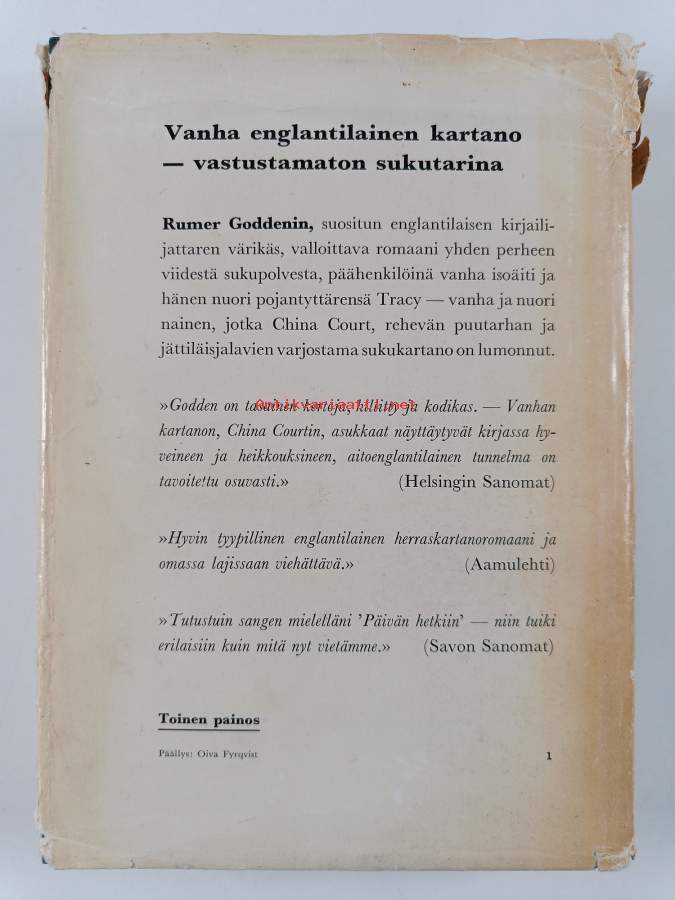 Vanha englantilainen kartano
— vastustamaton sukutarina
Rumer Goddenin, suositun englantilaisen kirjaili-
jattaren värikäs, valloittava romaani yhden perheen
viidestä sukupolvesta, päähenkilöinä vanha isoäiti ja
hänen nuori pojantyttärensä Tracy — vanha ja nuori
nainen, jotka China Court, rehevän puutarhan ja
jättiläisjalavien varjostama sukukartano on lumonnut.
»Godden on kertoja, hillitty ja kodikas. — Vanhan
Antikvariaatti.net
kartanon, China Courtin, asukkaat näyttäytyvät kirjassa hy-
veineen ja heikkouksineen, aitoenglantilainen tunnelma on
tavoitettu osuvasti.» (Helsingin Sanomat)
»Hyvin tyypillinen englantilainen herraskartanoromaani ja
omassa lajissaan viehättävä.» (Aamulehti)
»Tutustuin sangen mielelläni 'Päivän hetkiin' — niin tuiki
erilaisiin kuin mitä nyt vietämme.» (Savon Sanomat)
Toinen painos
Päällys: Oiva Fyrqvist 1